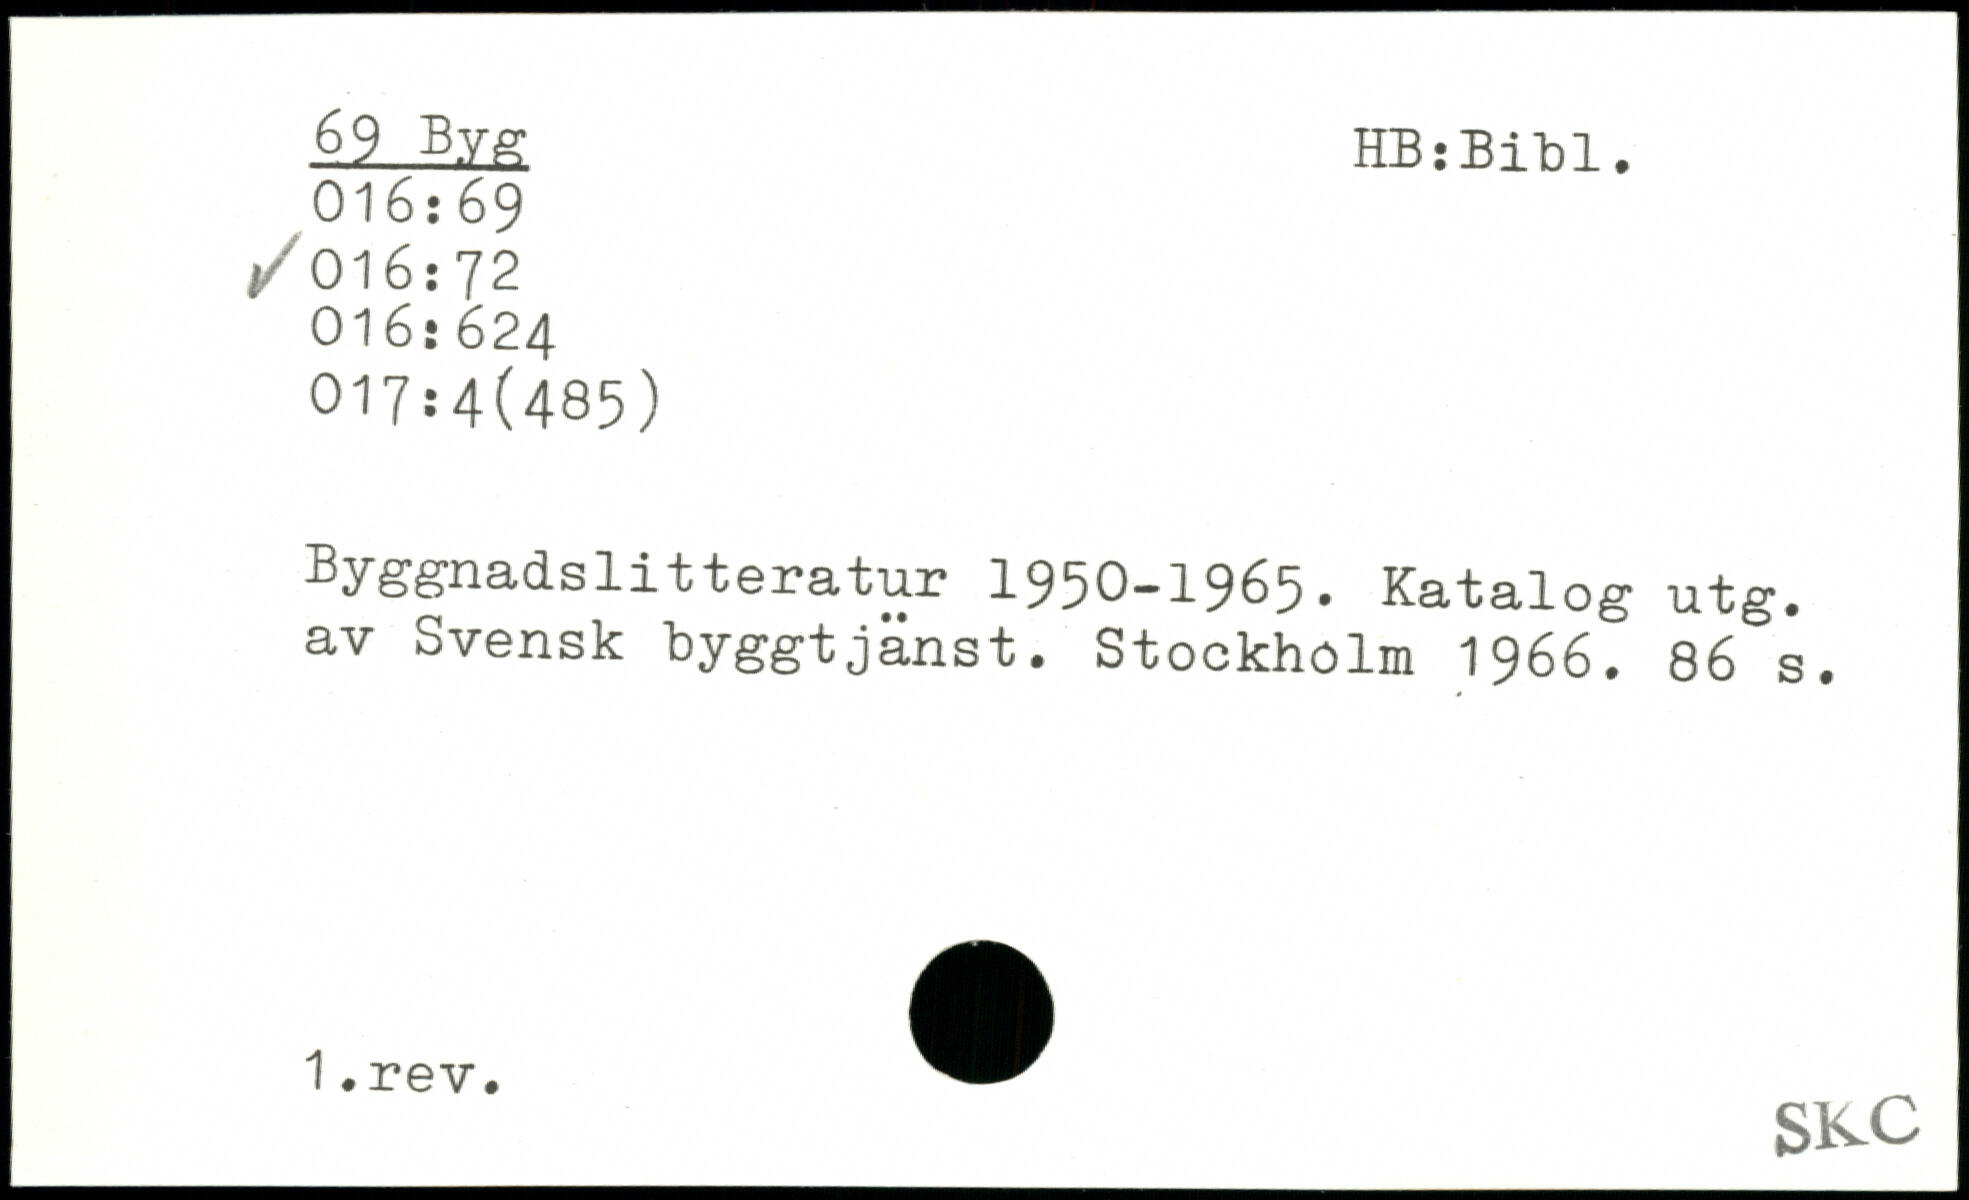 69 Byg
HB:Bibl.
016:69
✓ 016:72
016:624
017:4(485)
Byggnadslitteratur 1950-1965. Katalog utg.
av Svensk byggtjänst. Stockholm 1966. 86 s.
1.rev.
SKC